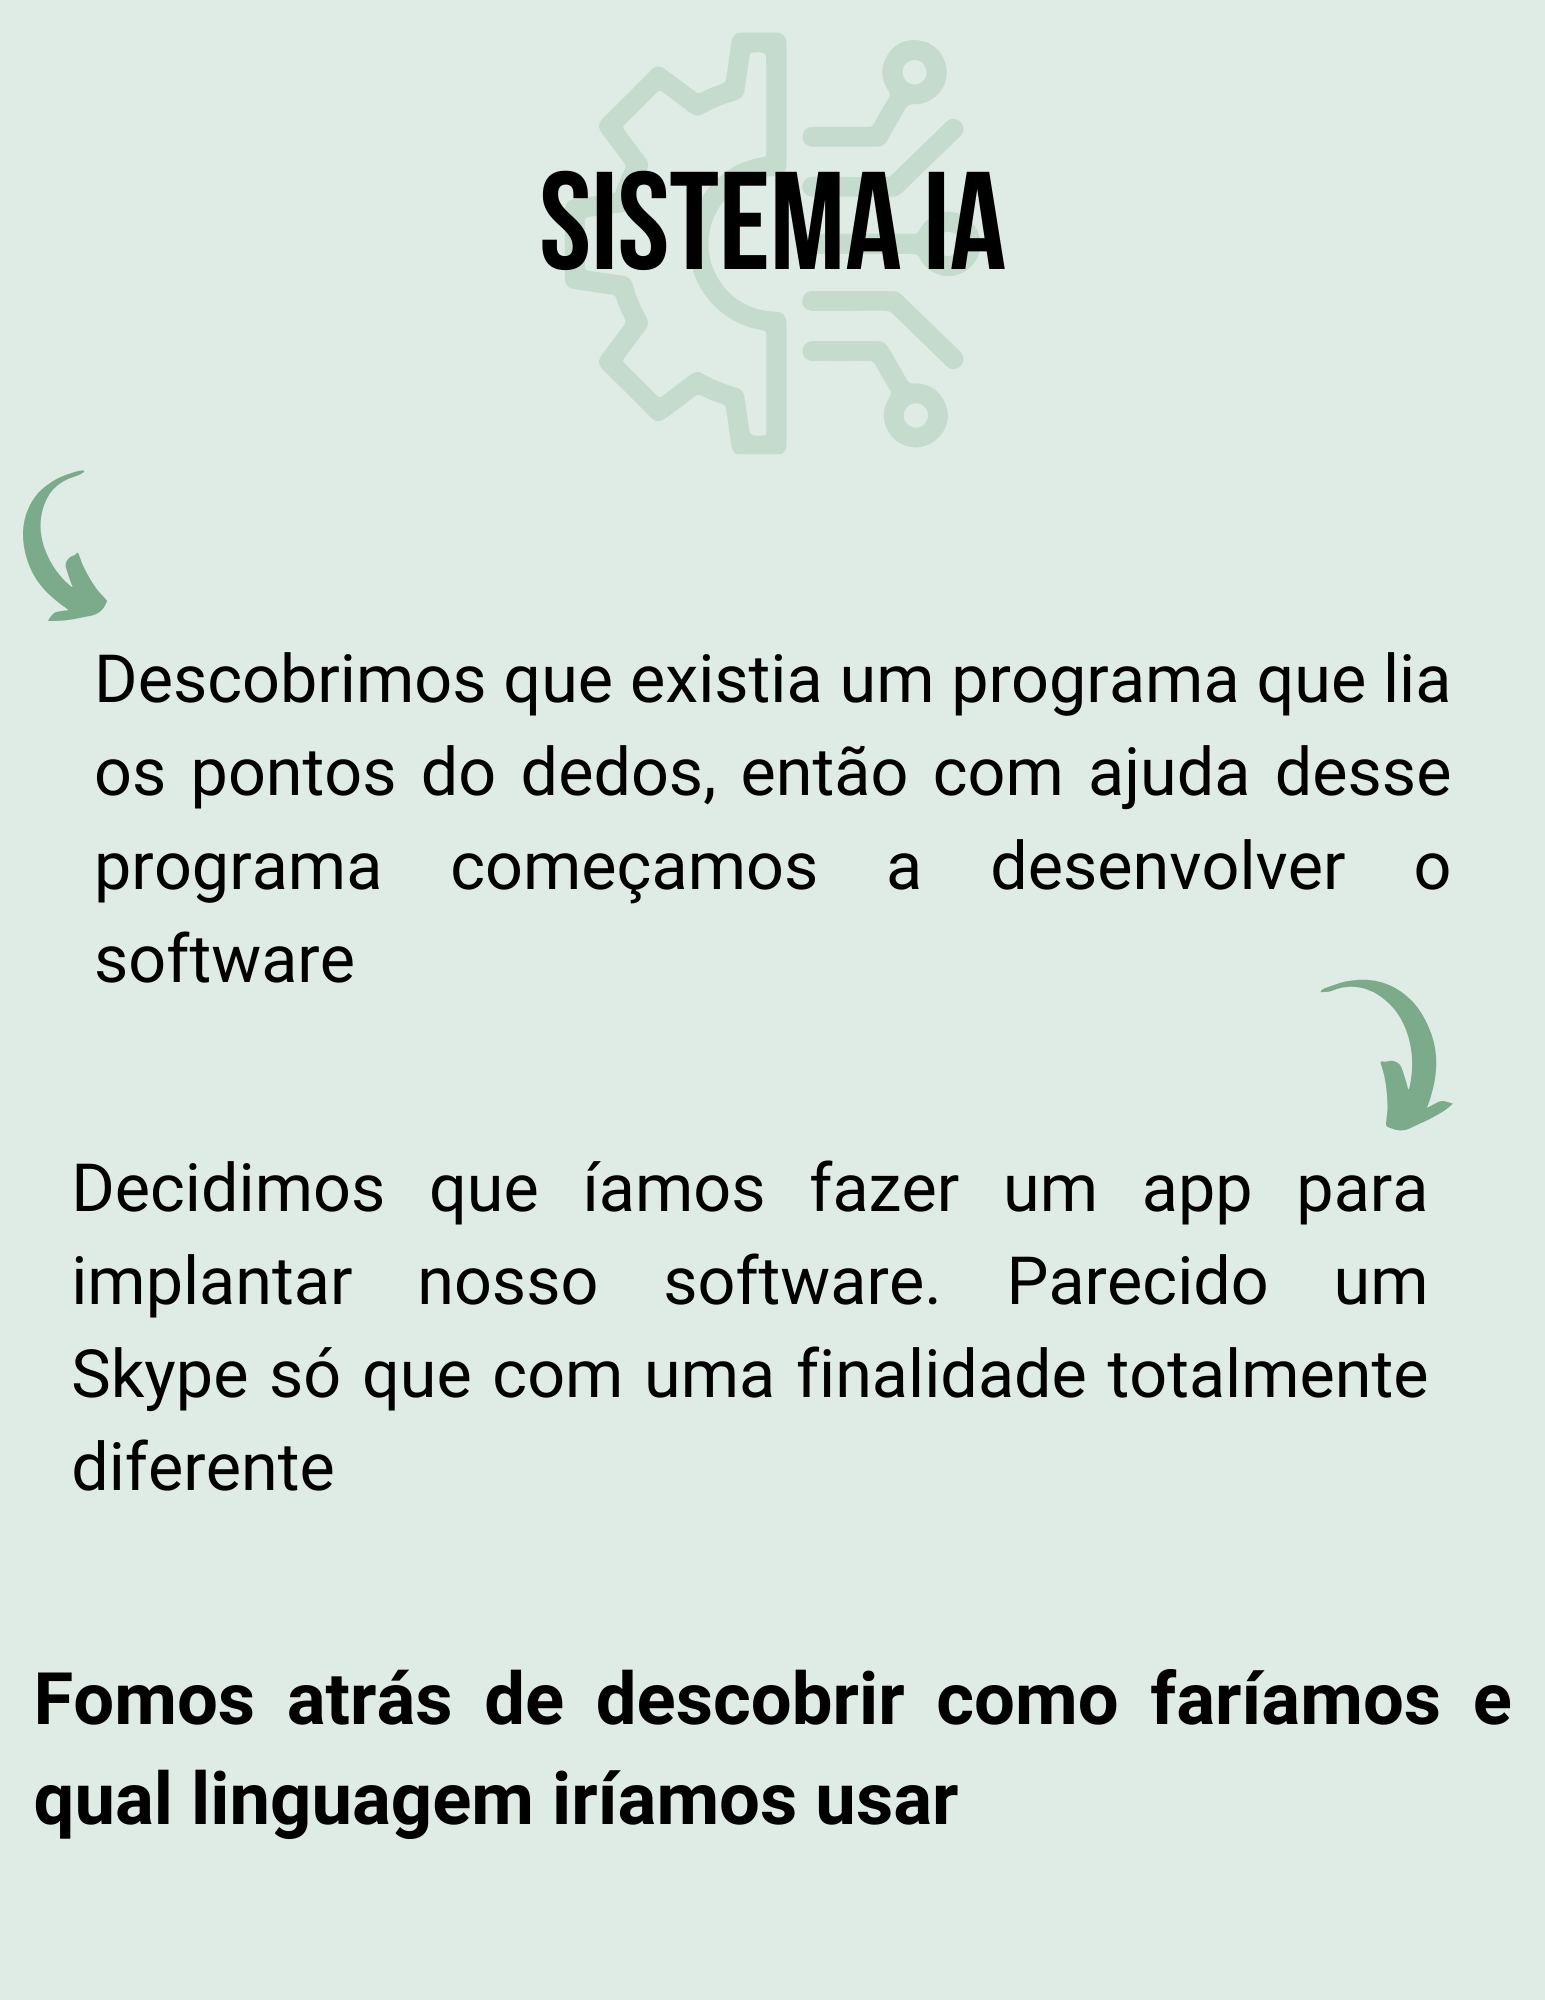 SISTEMA IA
Descobrimos que existia um programa que lia
os pontos do dedos, então com ajuda desse
programa começamos a desenvolver o
software
Decidimos que íamos fazer um app para
implantar nosso software. Parecido um
Skype só que com uma finalidade totalmente
diferente
Fomos atrás de descobrir como faríamos e
qual linguagem iríamos usar